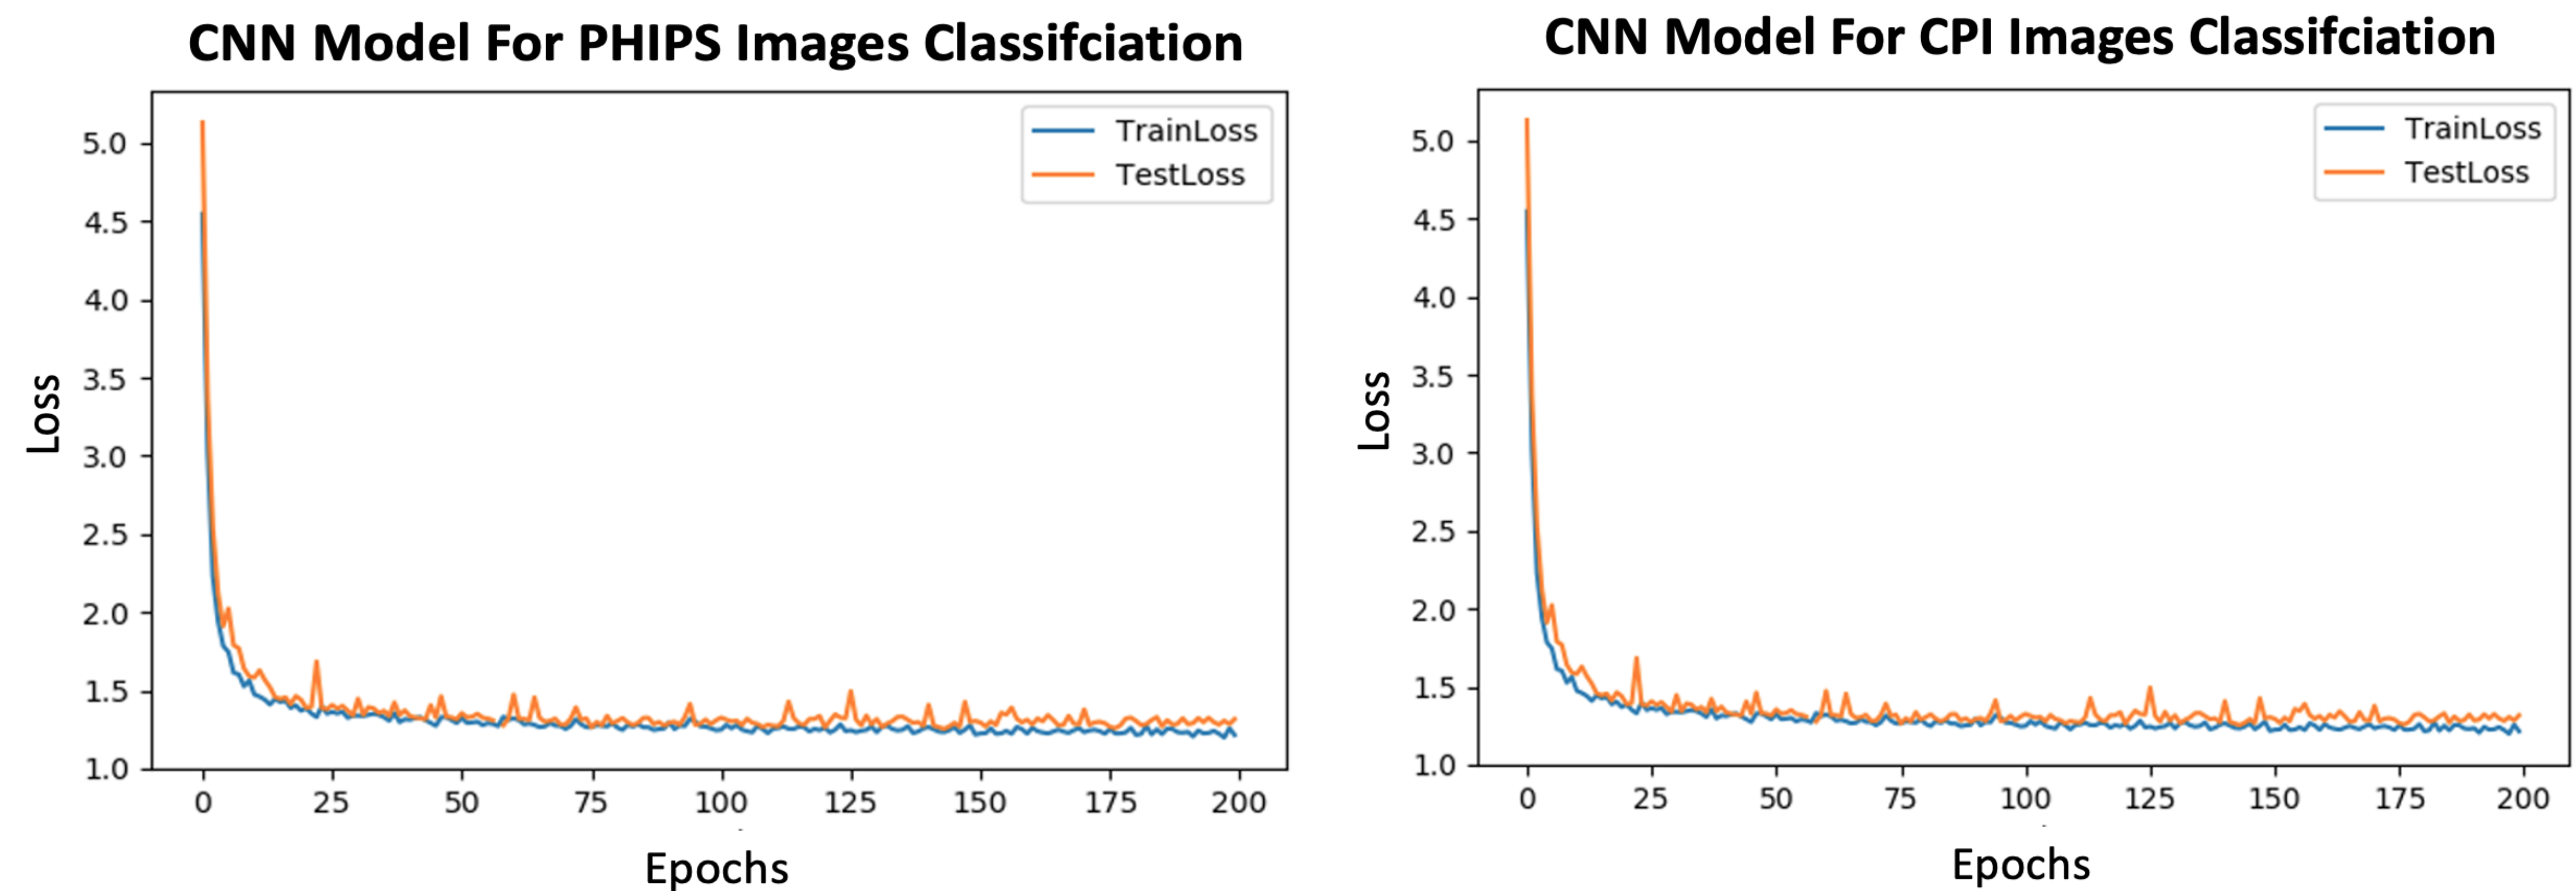 CNN Model For PHIPS Images Classifciation
TrainLoss
TestLoss
5.0
4.5
4.0
3.5
3.0
2.5
2.0
1.5
1.0
Loss
0 25 50 75 100 125 150 175 200
Epochs
CNN Model For CPI Images Classifciation
TrainLoss
TestLoss
5.0
4.5
4.0
3.5
3.0
2.5
2.0
1.5
1.0
Loss
0 25 50 75 100 125 150 175 200
Epochs